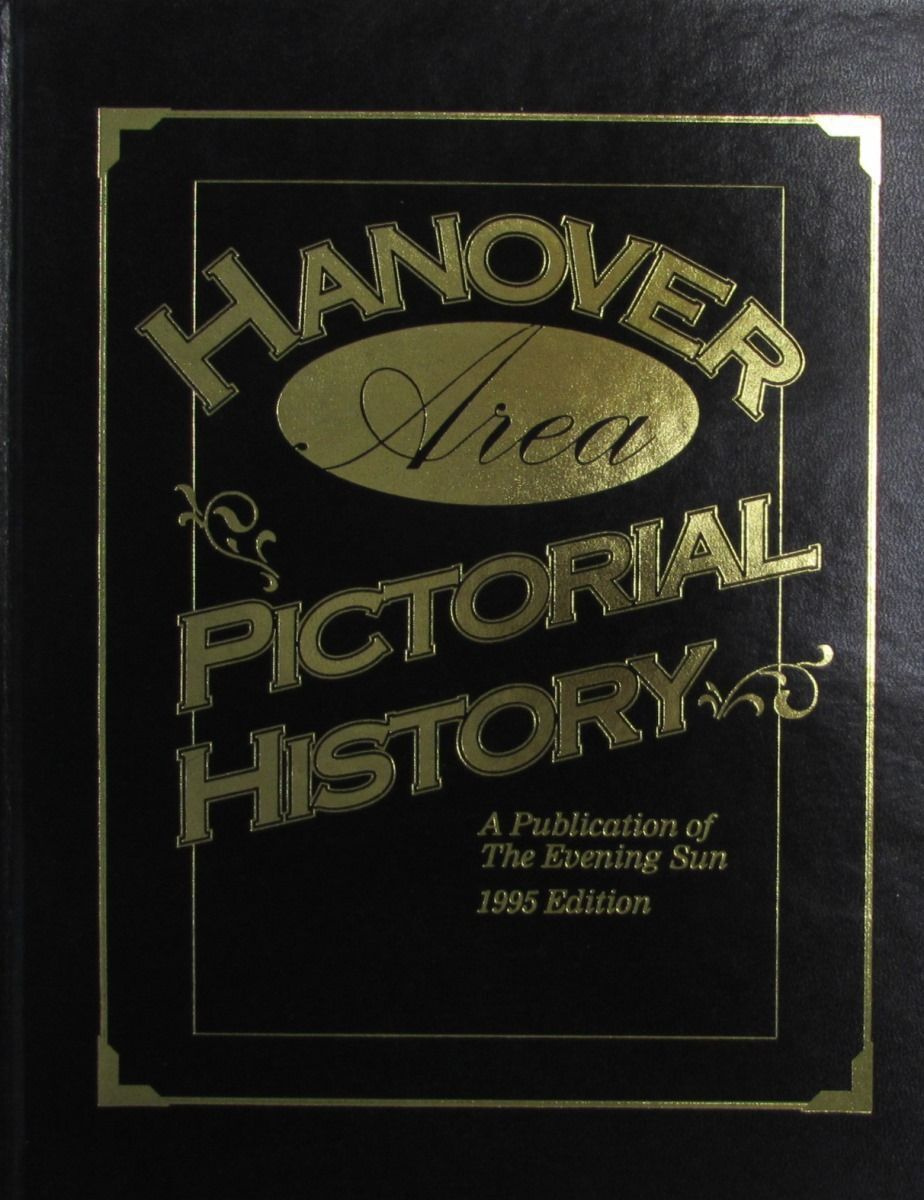 HANOVER
Area
PICTORIAL
HISTORY
A Publication of
The Evening Sun
1995 Edition